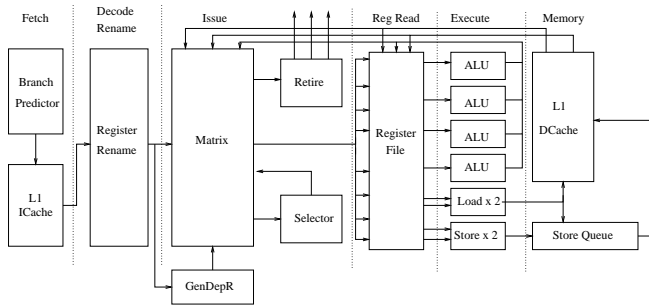 Fetch
Decode
Rename
Issue
Reg Read
Execute
Memory
Branch
Predictor
L1
ICache
Register
Rename
Matrix
GenDepR
Retire
Selector
Register
File
ALU
ALU
ALU
ALU
Load x 2
Store x 2
L1
DCache
Store Queue